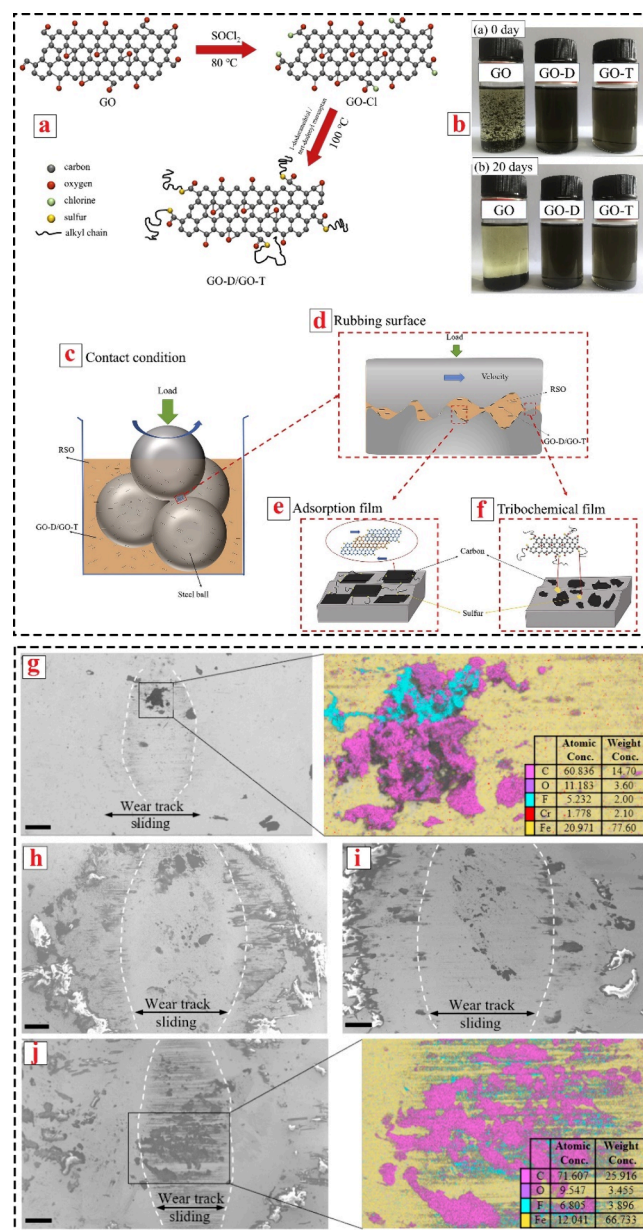 SOCl₂
80 °C
GO
GO-Cl
a
1-dodecanethiol /
tert-dodecyl mercaptan
100 °C
carbon
oxygen
chlorine
sulfur
alkyl chain
GO-D/GO-T
b
(a) 0 day
GO
GO-D
GO-T
(b) 20 days
GO
GO-D
GO-T
c
Contact condition
Load
RSO
GO-D/GO-T
Steel ball
d
Rubbing surface
Load
Velocity
RSO
GO-D/GO-T
e
Adsorption film
f
Tribochemical film
Carbon
Sulfur
g
Wear track
sliding
Atomic Conc. Weight Conc.
C 60.836 14.70
O 11.183 3.60
F 5.232 2.00
Cr 1.778 2.10
Fe 20.971 77.60
h
Wear track
sliding
i
Wear track
sliding
j
Wear track
sliding
Atomic Conc. Weight Conc.
C 71.607 25.916
O 9.547 3.455
F 6.805 3.896
Fe 12.041 66.733